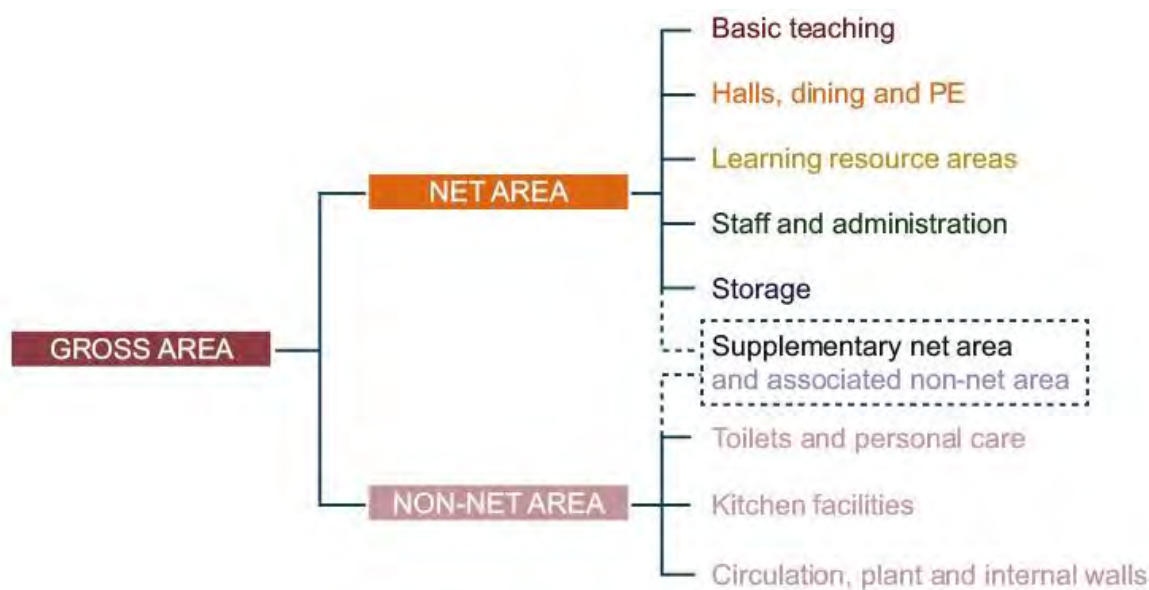 Basic teaching
Halls, dining and PE
Learning resource areas
NET AREA
Staff and administration
Storage
GROSS AREA
Supplementary net area
and associated non-net area
Toilets and personal care
NON-NET AREA
Kitchen facilities
Circulation, plant and internal walls